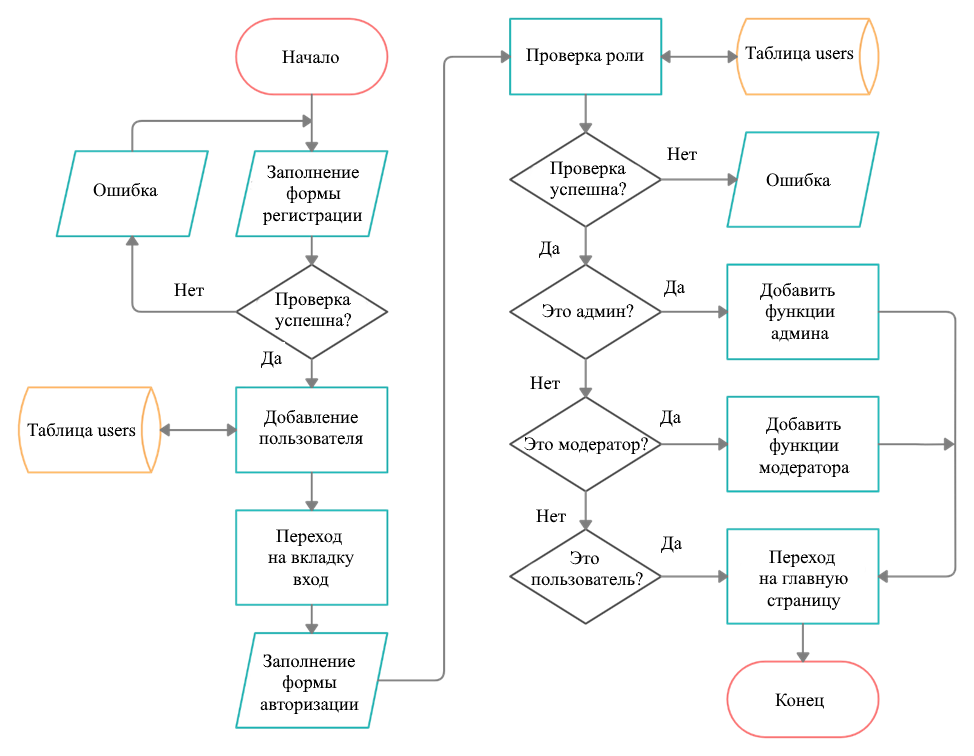 Начало
Ошибка
Заполнение
формы
регистрации
Нет
Проверка
успешна?
Да
Таблица users
Добавление
пользователя
Переход
на вкладку
вход
Заполнение
формы
авторизации
Проверка роли
Таблица users
Проверка
успешна?
Нет
Ошибка
Да
Это админ?
Да
Добавить
функции
админа
Нет
Это модератор?
Да
Добавить
функции
модератора
Нет
Это
пользователь?
Да
Переход
на главную
страницу
Конец